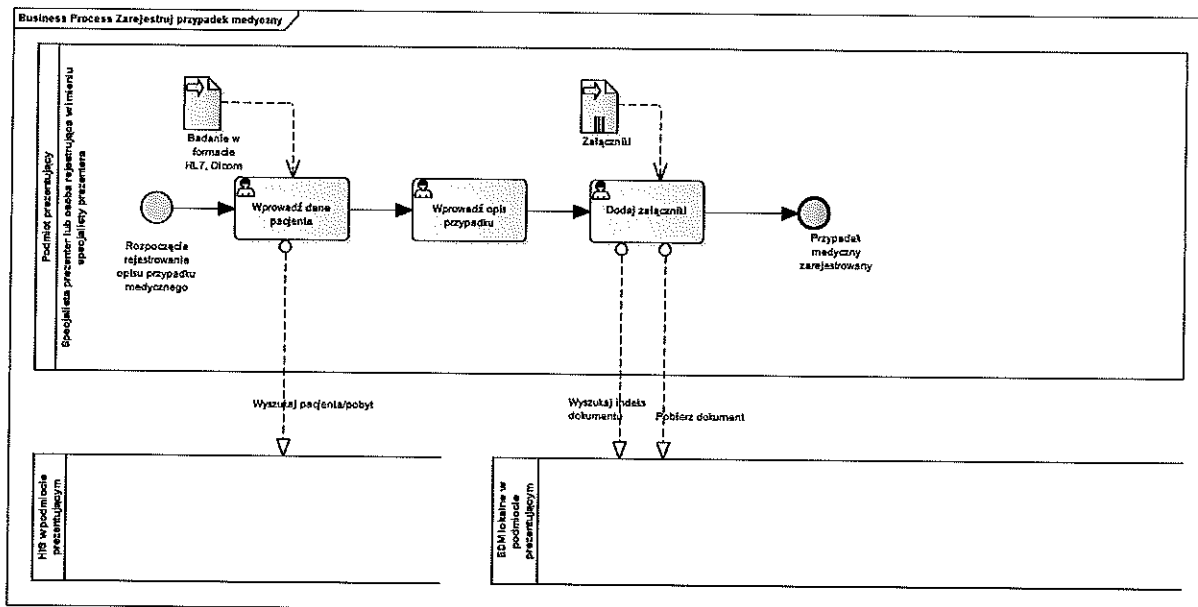 Business Process Zarejestruj przypadek medyczny
Podmiot prezentujący
Specjalista prezenter lub osoba rejestrująca w imieniu
specjalisty prezentera
Badanie w
formacie
HL7, Dicom
Załączniki
Wprowadź dane
pacjenta
Wprowadź opis
przypadku
Dodaj załączniki
Rozpoczęcie
rejestrowania
opisu przypadku
medycznego
Przypadek
medyczny
zarejestrowany
Wyszukaj pacjenta/pobyt
Wyszukaj indeks
dokumentu
Pobierz dokument
HIS w podmiocie
prezentującym
EDM lokalne w
podmiocie
prezentującym